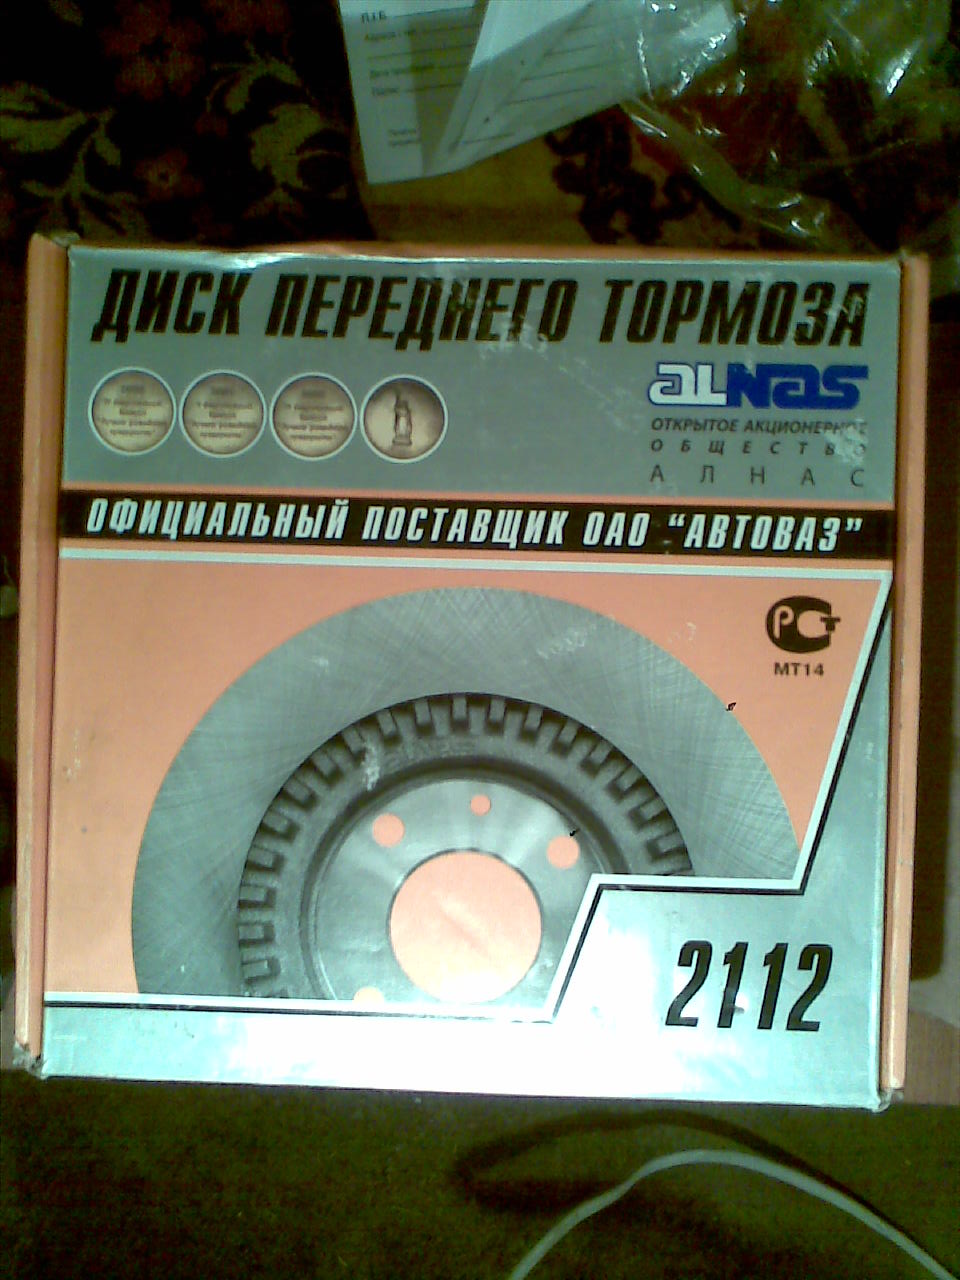 П.І.Б.
ДИСК ПЕРЕДНЕГО ТОРМОЗА
ALNAS
ОТКРЫТОЕ АКЦИОНЕРНОЕ
ОБЩЕСТВО
АЛНАС
ОФИЦИАЛЬНЫЙ ПОСТАВЩИК ОАО "АВТОВАЗ"
РСТ
МТ14
2112